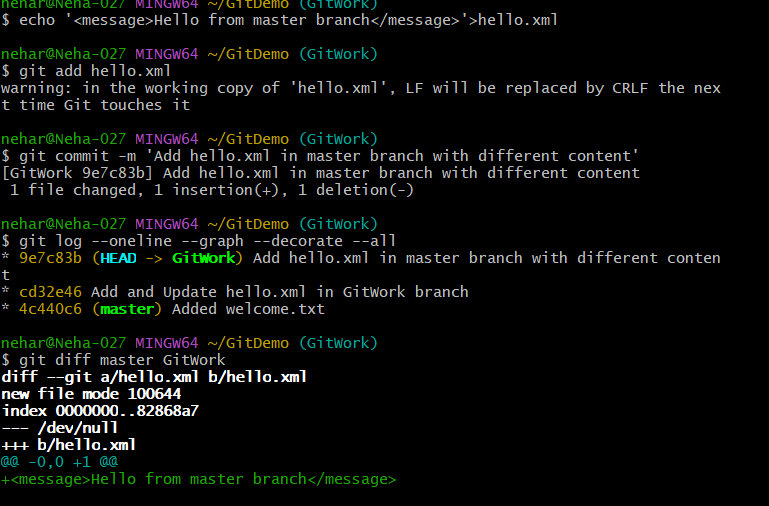 nehar@Neha-027 MINGW64 ~/GitDemo (GitWork)
$ echo '<message>Hello from master branch</message>'>hello.xml
nehar@Neha-027 MINGW64 ~/GitDemo (GitWork)
$ git add hello.xml
warning: in the working copy of 'hello.xml', LF will be replaced by CRLF the nex
t time Git touches it
nehar@Neha-027 MINGW64 ~/GitDemo (GitWork)
$ git commit -m 'Add hello.xml in master branch with different content'
[GitWork 9e7c83b] Add hello.xml in master branch with different content
 1 file changed, 1 insertion(+), 1 deletion(-)
nehar@Neha-027 MINGW64 ~/GitDemo (GitWork)
$ git log --oneline --graph --decorate --all
* 9e7c83b (HEAD -> GitWork) Add hello.xml in master branch with different conten
t
* cd32e46 Add and Update hello.xml in GitWork branch
* 4c440c6 (master) Added welcome.txt
nehar@Neha-027 MINGW64 ~/GitDemo (GitWork)
$ git diff master GitWork
diff --git a/hello.xml b/hello.xml
new file mode 100644
index 0000000..82868a7
--- /dev/null
+++ b/hello.xml
@@ -0,0 +1 @@
+<message>Hello from master branch</message>